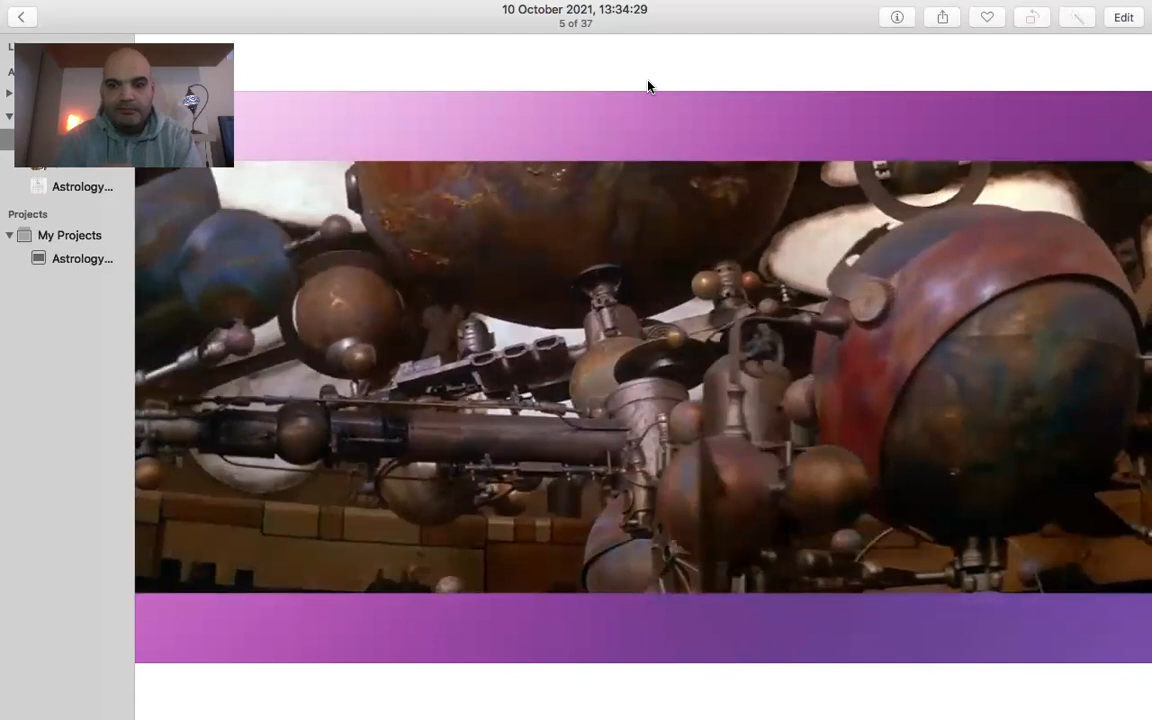 10 October 2021, 13:34:29
5 of 37
Edit
L
A
Astrology...
Projects
My Projects
Astrology...